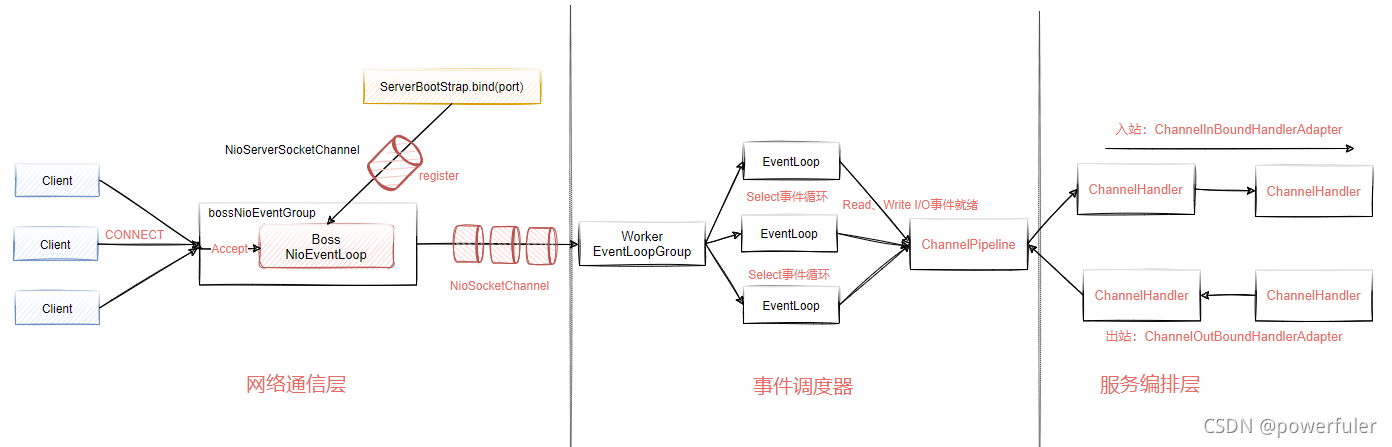 ServerBootStrap.bind(port)
NioServerSocketChannel
register
Client
Client
Client
CONNECT
bossNioEventGroup
Accept
Boss
NioEventLoop
NioSocketChannel
网络通信层
Worker
EventLoopGroup
EventLoop
Select事件循环
EventLoop
Select事件循环
EventLoop
Read、Write I/O事件就绪
ChannelPipeline
事件调度器
入站：ChannelInBoundHandlerAdapter
ChannelHandler
ChannelHandler
ChannelHandler
ChannelHandler
出站：ChannelOutBoundHandlerAdapter
服务编排层
CSDN @powerfuler